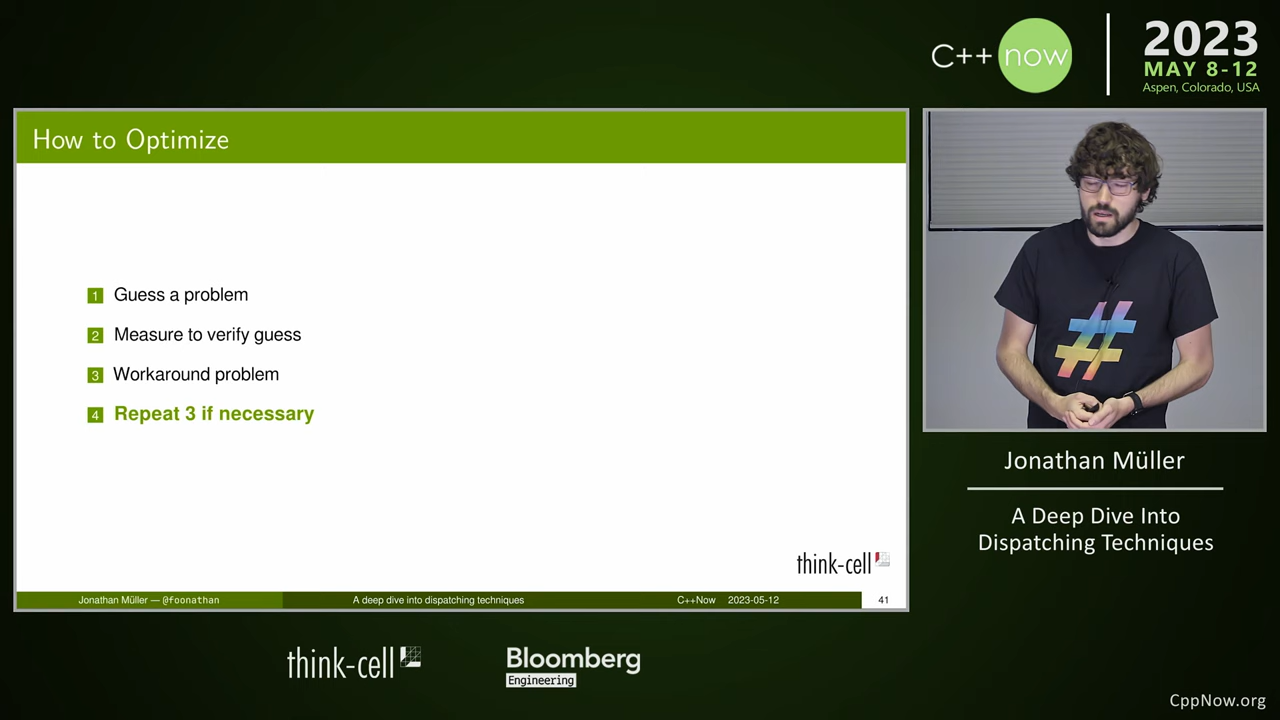 C++ now
2023
MAY 8-12
Aspen, Colorado, USA
How to Optimize
1 Guess a problem
2 Measure to verify guess
3 Workaround problem
4 Repeat 3 if necessary
think-cell
Jonathan Müller — @foonathan A deep dive into dispatching techniques C++Now 2023-05-12 41
#
Jonathan Müller
A Deep Dive Into
Dispatching Techniques
think-cell
Bloomberg
Engineering
CppNow.org